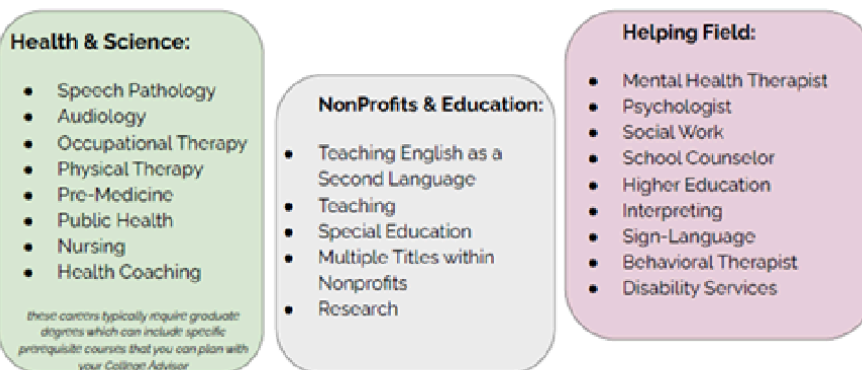 Health & Science:
● Speech Pathology
● Audiology
● Occupational Therapy
● Physical Therapy
● Pre-Medicine
● Public Health
● Nursing
● Health Coaching
these careers typically require graduate
degrees which can include specific
prerequisite courses that you can plan with
your College Advisor
NonProfits & Education:
● Teaching English as a
Second Language
● Teaching
● Special Education
● Multiple Titles within
Nonprofits
● Research
Helping Field:
● Mental Health Therapist
● Psychologist
● Social Work
● School Counselor
● Higher Education
● Interpreting
● Sign-Language
● Behavioral Therapist
● Disability Services